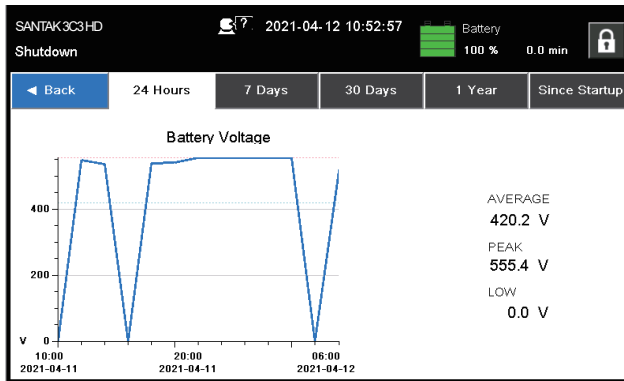 SANTAK 3C3 HD
? 2021-04-12 10:52:57
Battery
Shutdown
100 % 0.0 min
◄ Back 24 Hours 7 Days 30 Days 1 Year Since Startup
Battery Voltage
400
200
V 0
10:00 20:00 06:00
2021-04-11 2021-04-11 2021-04-12
AVERAGE
420.2 V
PEAK
555.4 V
LOW
0.0 V